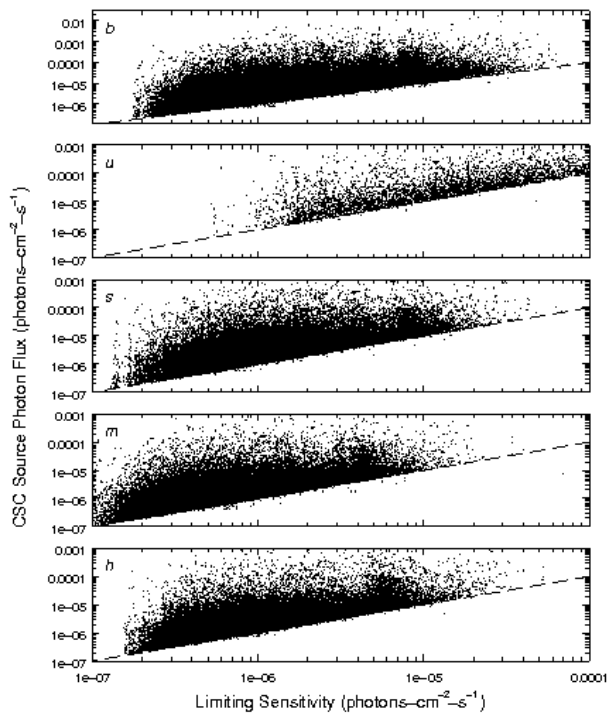 b
0.01
0.001
0.0001
1e−05
1e−06
u
0.001
0.0001
1e−05
1e−06
1e−07
s
0.001
0.0001
1e−05
1e−06
1e−07
m
0.001
0.0001
1e−05
1e−06
1e−07
h
0.001
0.0001
1e−05
1e−06
1e−07
1e−07 1e−06 1e−05 0.0001
CSC Source Photon Flux (photons−cm−2−s−1)
Limiting Sensitivity (photons−cm−2−s−1)